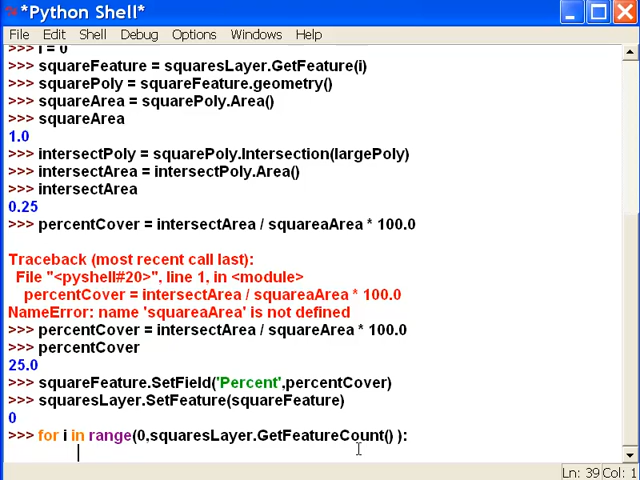 *Python Shell*
File Edit Shell Debug Options Windows Help
>>> i = 0
>>> squareFeature = squaresLayer.GetFeature(i)
>>> squarePoly = squareFeature.geometry()
>>> squareArea = squarePoly.Area()
>>> squareArea
1.0
>>> intersectPoly = squarePoly.Intersection(largePoly)
>>> intersectArea = intersectPoly.Area()
>>> intersectArea
0.25
>>> percentCover = intersectArea / squareaArea * 100.0
Traceback (most recent call last):
File "<pyshell#20>", line 1, in <module>
percentCover = intersectArea / squareaArea * 100.0
NameError: name 'squareaArea' is not defined
>>> percentCover = intersectArea / squareArea * 100.0
>>> percentCover
25.0
>>> squareFeature.SetField('Percent',percentCover)
>>> squaresLayer.SetFeature(squareFeature)
0
>>> for i in range(0,squaresLayer.GetFeatureCount() ):
Ln: 39 Col: 1